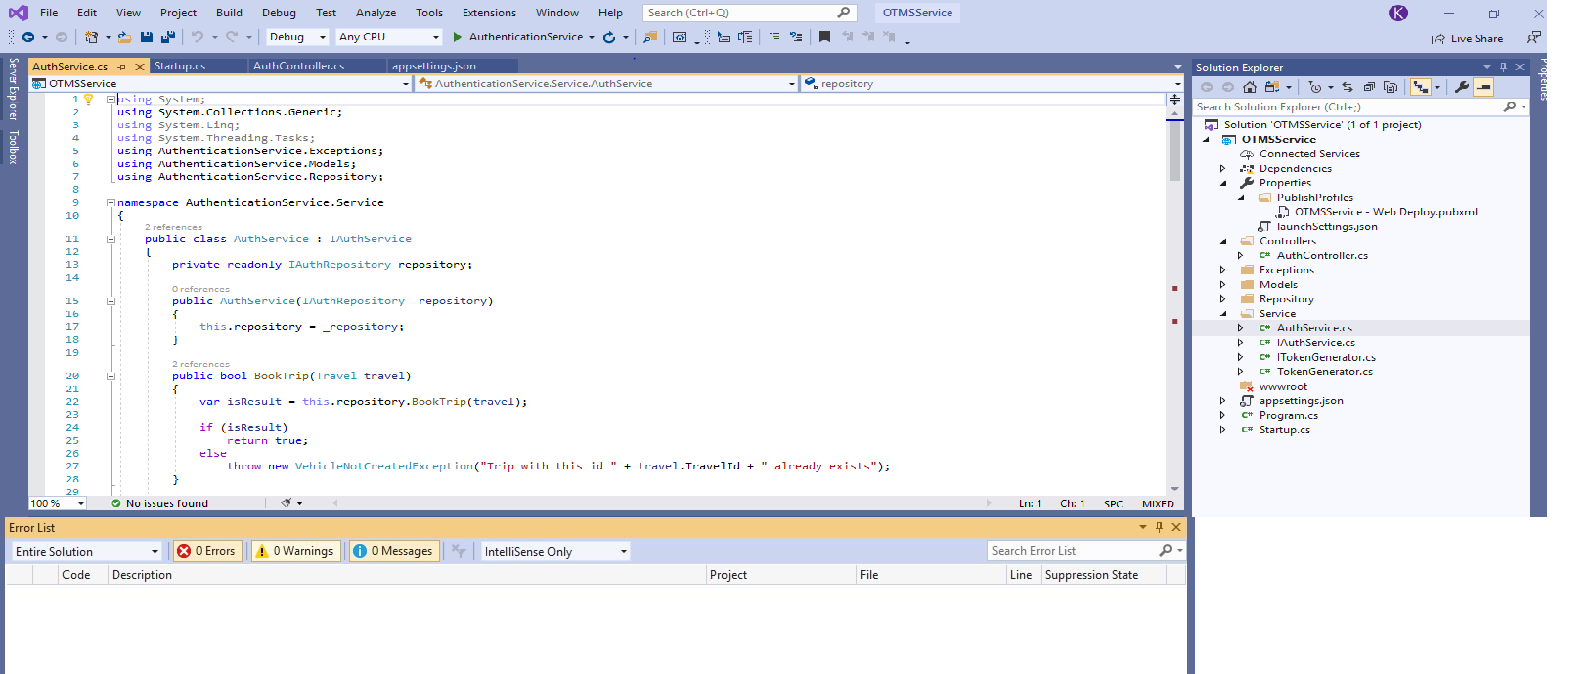 File Edit View Project Build Debug Test Analyze Tools Extensions Window Help Search (Ctrl+Q) OTMSService K
Debug Any CPU AuthenticationService Live Share
Server Explorer
Toolbox
AuthService.cs Startup.cs AuthController.cs appsettings.json
OTMSService AuthenticationService.Service.AuthService repository
1 using System;
2 using System.Collections.Generic;
3 using System.Linq;
4 using System.Threading.Tasks;
5 using AuthenticationService.Exceptions;
6 using AuthenticationService.Models;
7 using AuthenticationService.Repository;
8
9 namespace AuthenticationService.Service
10 {
2 references
11 public class AuthService : IAuthService
12 {
13 private readonly IAuthRepository repository;
14
0 references
15 public AuthService(IAuthRepository _repository)
16 {
17 this.repository = _repository;
18 }
19
2 references
20 public bool BookTrip(Travel travel)
21 {
22 var isResult = this.repository.BookTrip(travel);
23
24 if (isResult)
25 return true;
26 else
27 throw new VehicleNotCreatedException("Trip with this id " + travel.TravelId + " already exists");
28 }
29
100 % No issues found Ln: 1 Ch: 1 SPC MIXED
Solution Explorer
Search Solution Explorer (Ctrl+;)
Solution 'OTMSService' (1 of 1 project)
OTMSService
Connected Services
Dependencies
Properties
PublishProfiles
OTMSService - Web Deploy.pubxml
launchSettings.json
Controllers
C# AuthController.cs
Exceptions
Models
Repository
Service
C# AuthService.cs
C# IAuthService.cs
C# ITokenGenerator.cs
C# TokenGenerator.cs
wwwroot
appsettings.json
C# Program.cs
C# Startup.cs
Properties
Error List
Entire Solution 0 Errors 0 Warnings 0 Messages IntelliSense Only Search Error List
Code Description Project File Line Suppression State